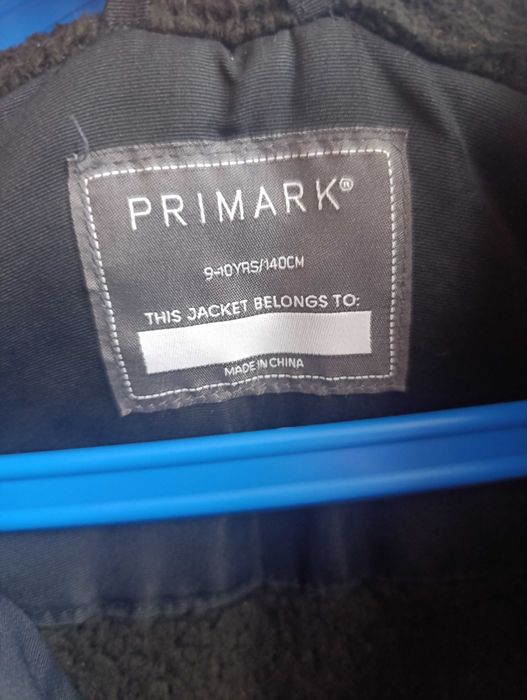 PRIMARK®
9-10YRS/140CM
THIS JACKET BELONGS TO:
MADE IN CHINA